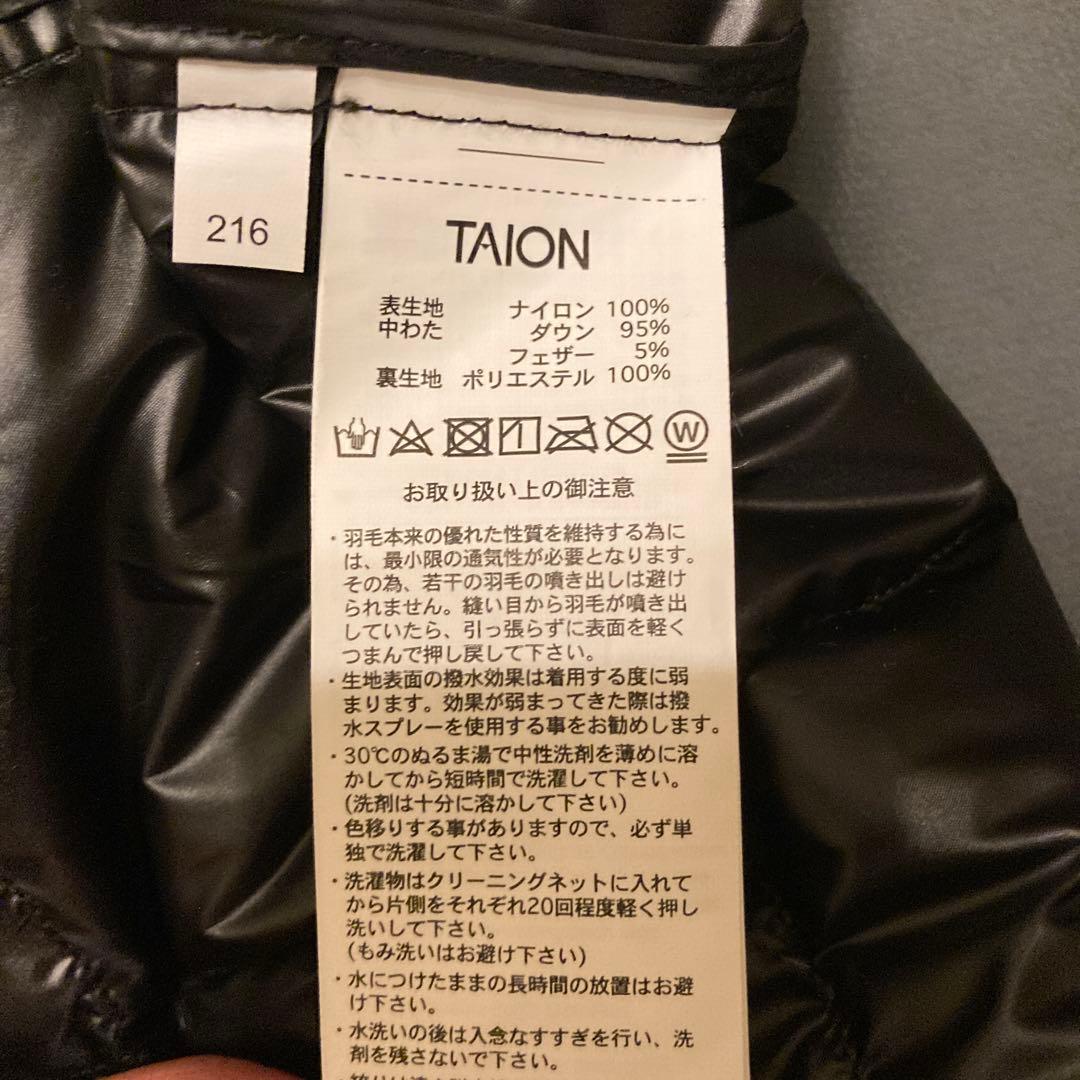 216
TAION
表生地 ナイロン 100%
中わた ダウン 95%
フェザー 5%
裏生地 ポリエステル 100%
W
お取り扱い上の御注意
・羽毛本来の優れた性質を維持する為に
は、最小限の通気性が必要となります。
その為、若干の羽毛の噴き出しは避け
られません。縫い目から羽毛が噴き出
していたら、引っ張らずに表面を軽く
つまんで押し戻して下さい。
・生地表面の撥水効果は着用する度に弱
まります。効果が弱まってきた際は撥
水スプレーを使用する事をお勧めします。
・30℃のぬるま湯で中性洗剤を薄めに溶
かしてから短時間で洗濯して下さい。
(洗剤は十分に溶かして下さい)
・色移りする事がありますので、必ず単
独で洗濯して下さい。
・洗濯物はクリーニングネットに入れて
から片側をそれぞれ20回程度軽く押し
洗いして下さい。
(もみ洗いはお避け下さい)
・水につけたままの長時間の放置はお避
け下さい。
・水洗いの後は入念なすすぎを行い、洗
剤を残さないで下さい。